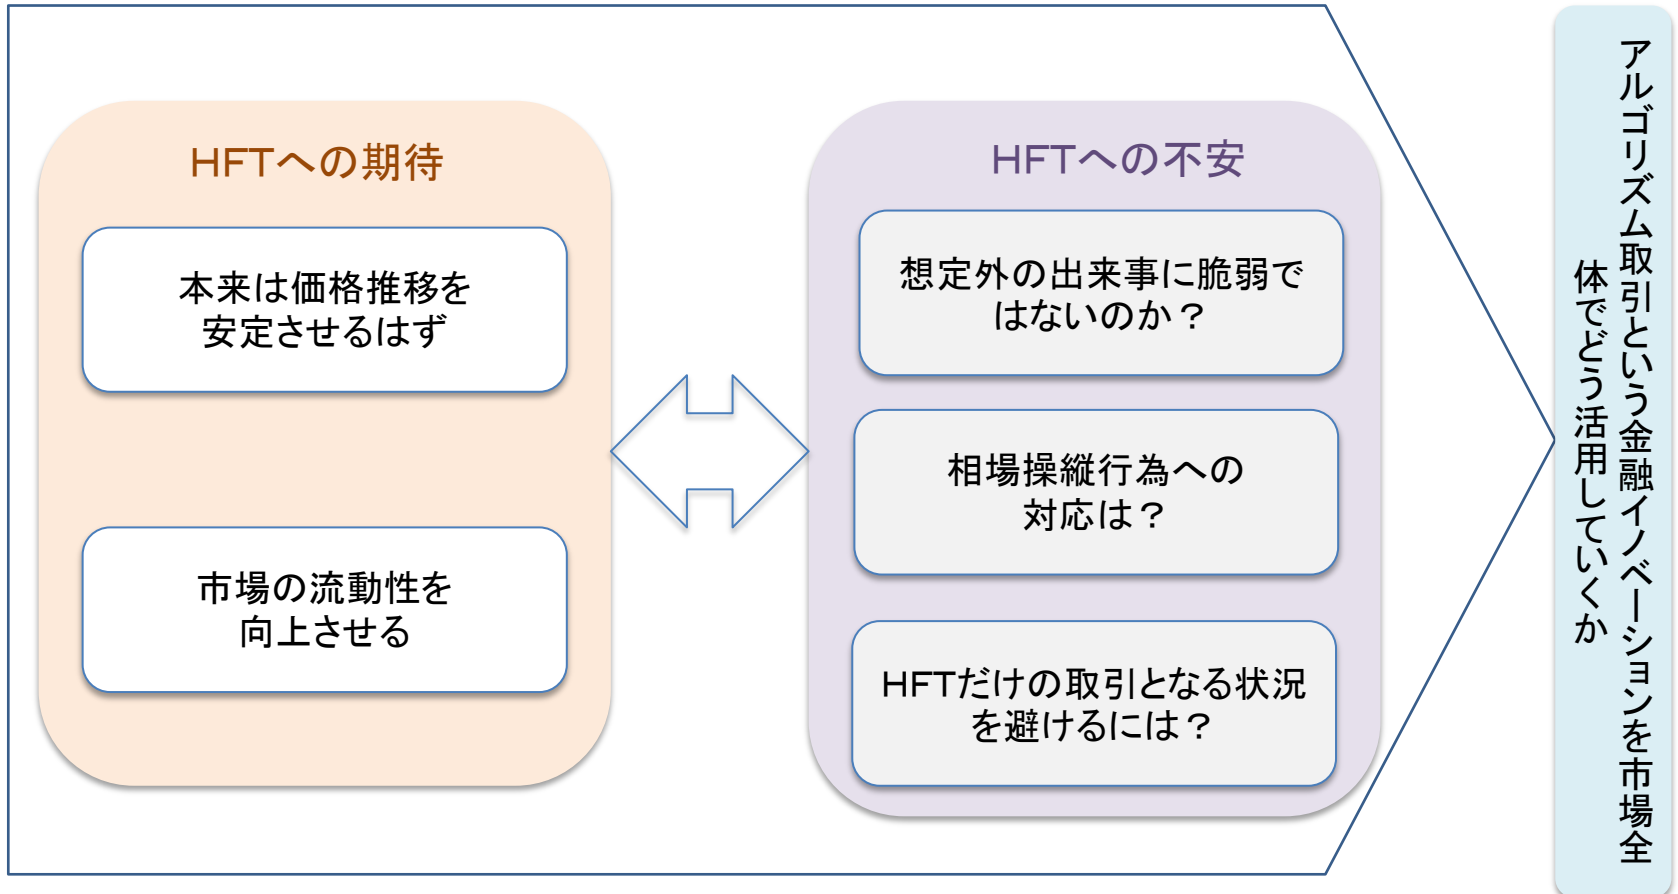 HFTへの期待
本来は価格推移を
安定させるはず
市場の流動性を
向上させる
HFTへの不安
想定外の出来事に脆弱で
はないのか？
相場操縦行為への
対応は？
HFTだけの取引となる状況
を避けるには？
アルゴリズム取引という金融イノベーションを市場全
体でどう活用していくか